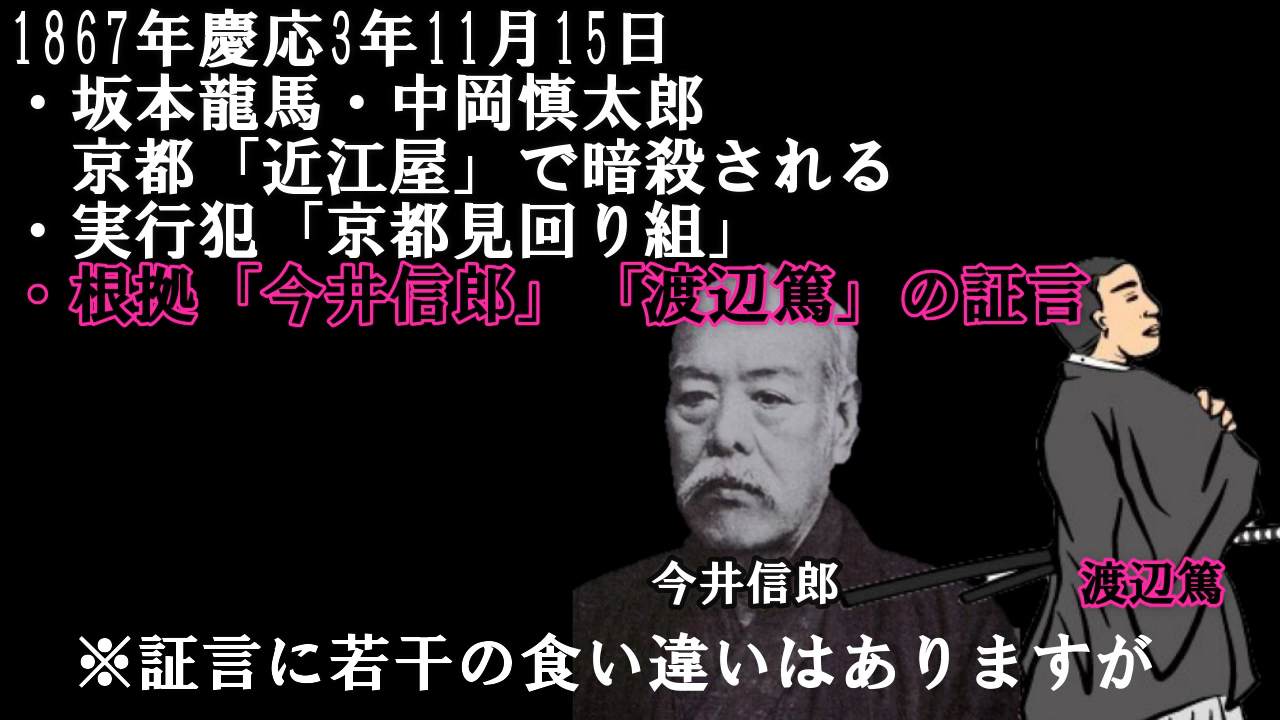 1867年慶応3年11月15日
・坂本龍馬・中岡慎太郎
京都「近江屋」で暗殺される
・実行犯「京都見回り組」
・根拠「今井信郎」「渡辺篤」の証言
今井信郎
渡辺篤
※証言に若干の食い違いはありますが